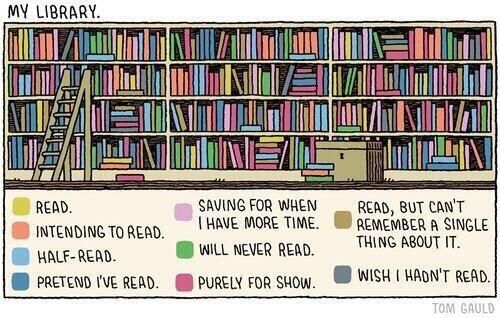 MY LIBRARY.
READ.
INTENDING TO READ.
HALF-READ.
PRETEND I'VE READ.
SAVING FOR WHEN
I HAVE MORE TIME.
WILL NEVER READ.
PURELY FOR SHOW.
READ, BUT CAN'T
REMEMBER A SINGLE
THING ABOUT IT.
WISH I HADN'T READ.
TOM GAULD